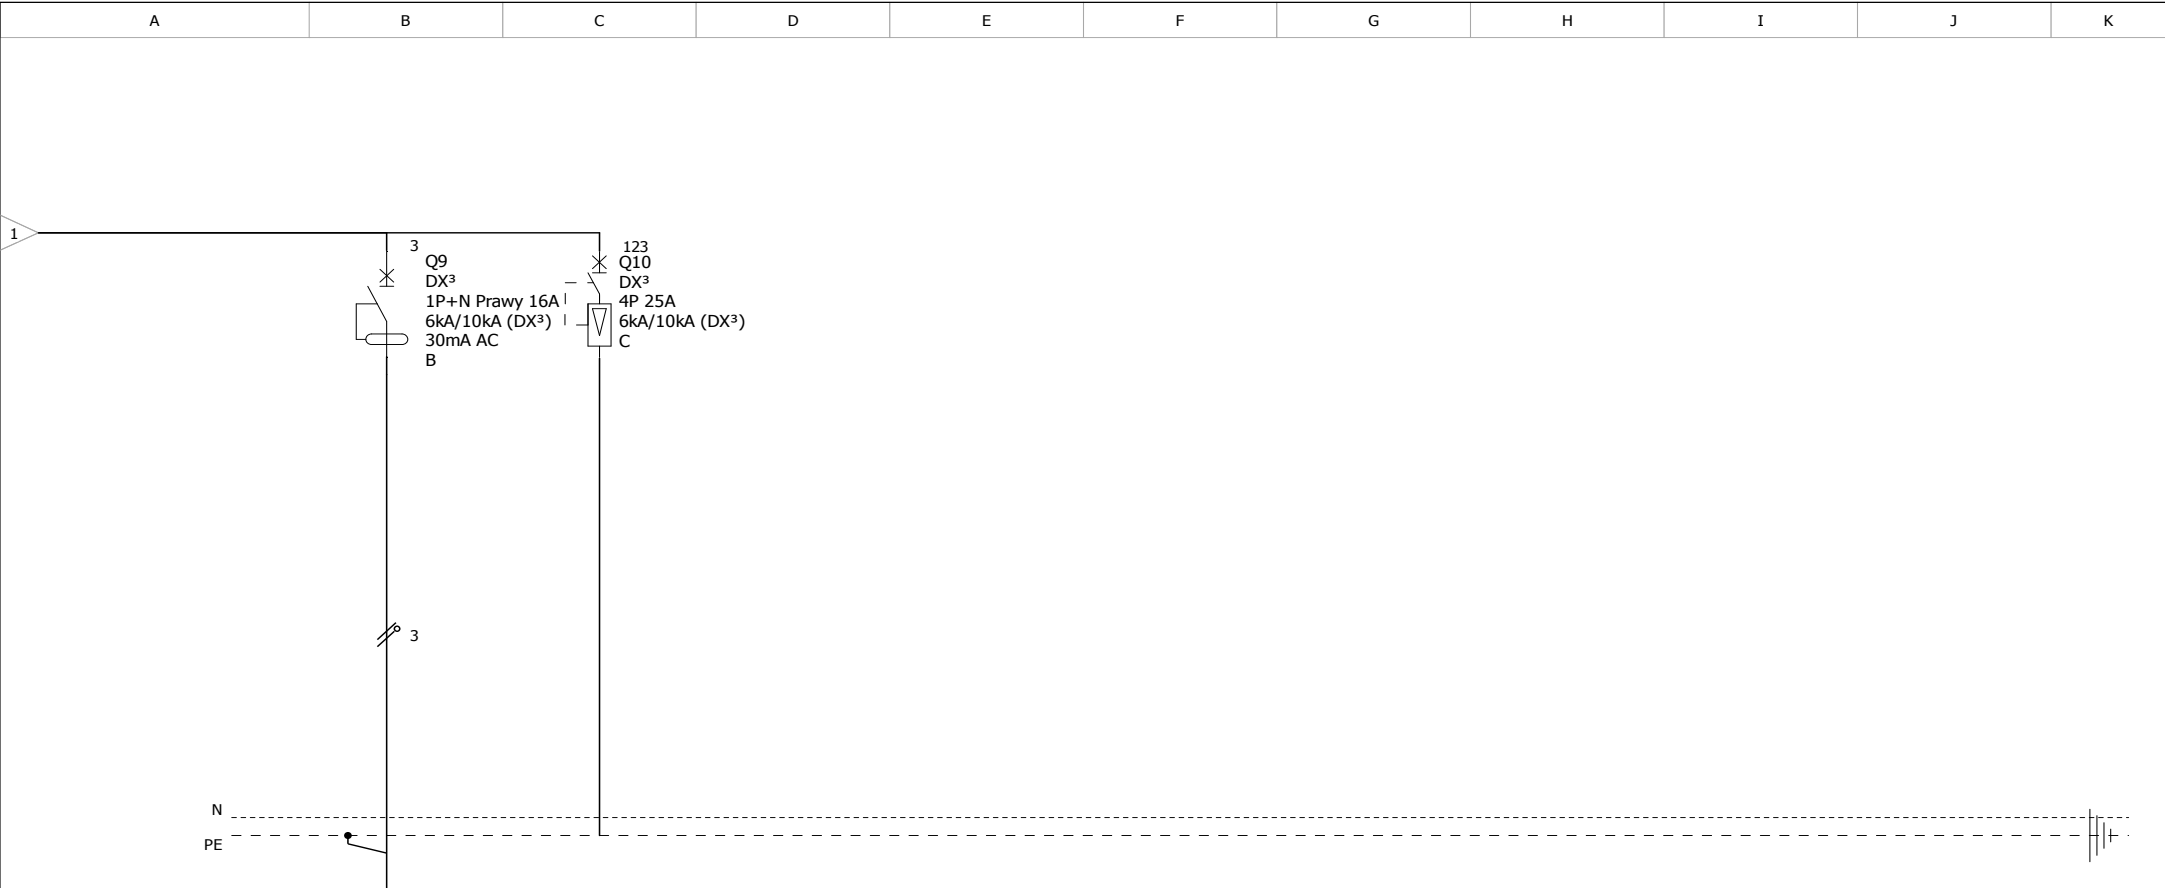 A
B
C
D
E
F
G
H
I
J
K
1
3
Q9
DX³
1P+N Prawy 16A
6kA/10kA (DX³)
30mA AC
B
123
Q10
DX³
4P 25A
6kA/10kA (DX³)
C
3
N
PE